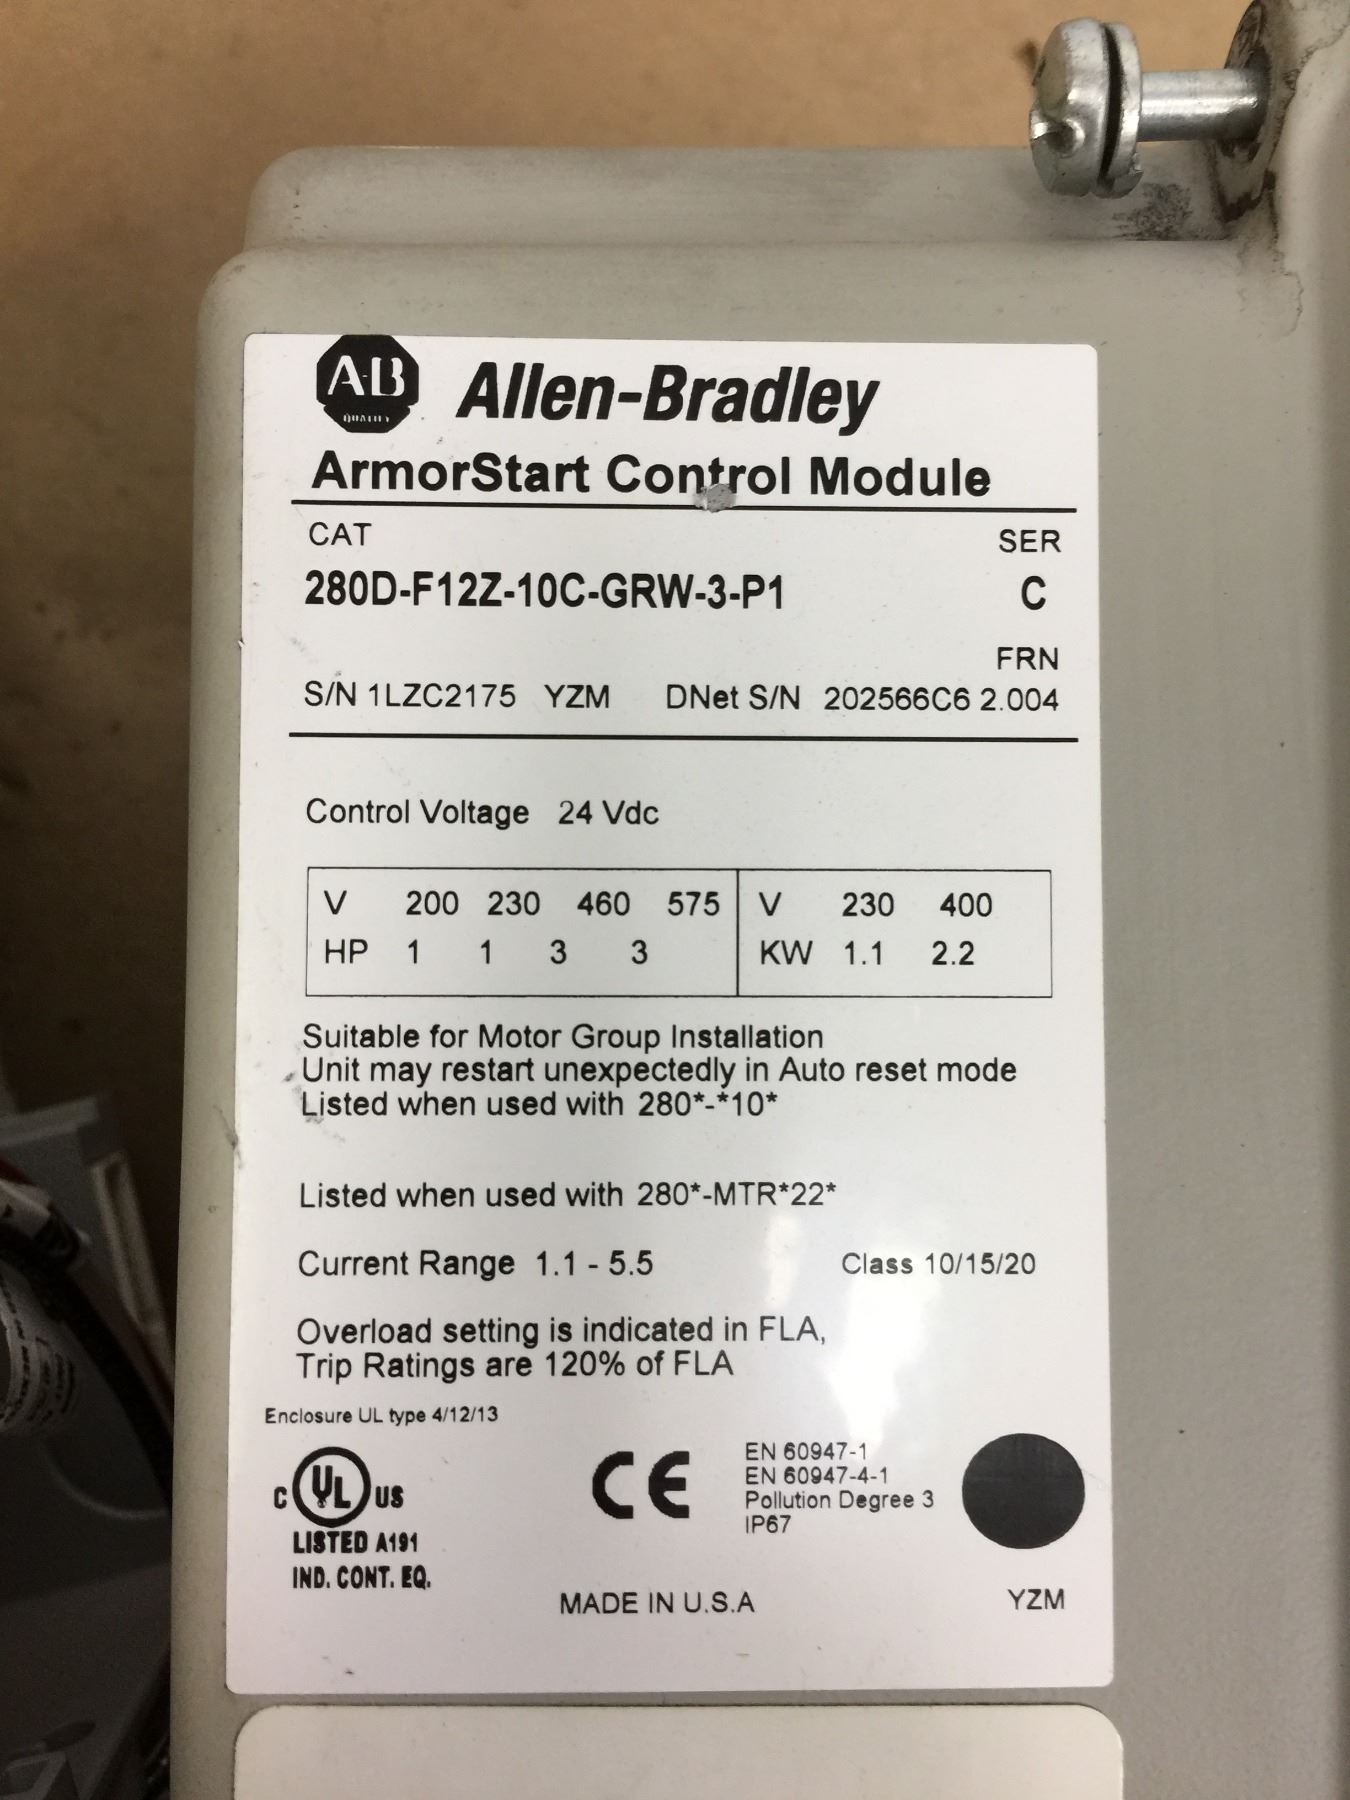 A-B
QUALITY
Allen-Bradley
ArmorStart Control Module
CAT SER
280D-F12Z-10C-GRW-3-P1 C
FRN
S/N 1LZC2175 YZM DNet S/N 202566C6 2.004
Control Voltage 24 Vdc
V 200 230 460 575 V 230 400
HP 1 1 3 3 KW 1.1 2.2
Suitable for Motor Group Installation
Unit may restart unexpectedly in Auto reset mode
Listed when used with 280*-*10*
Listed when used with 280*-MTR*22*
Current Range 1.1 - 5.5 Class 10/15/20
Overload setting is indicated in FLA,
Trip Ratings are 120% of FLA
Enclosure UL type 4/12/13
C UL US
LISTED A191
IND. CONT. EQ.
CE
EN 60947-1
EN 60947-4-1
Pollution Degree 3
IP67
MADE IN U.S.A YZM